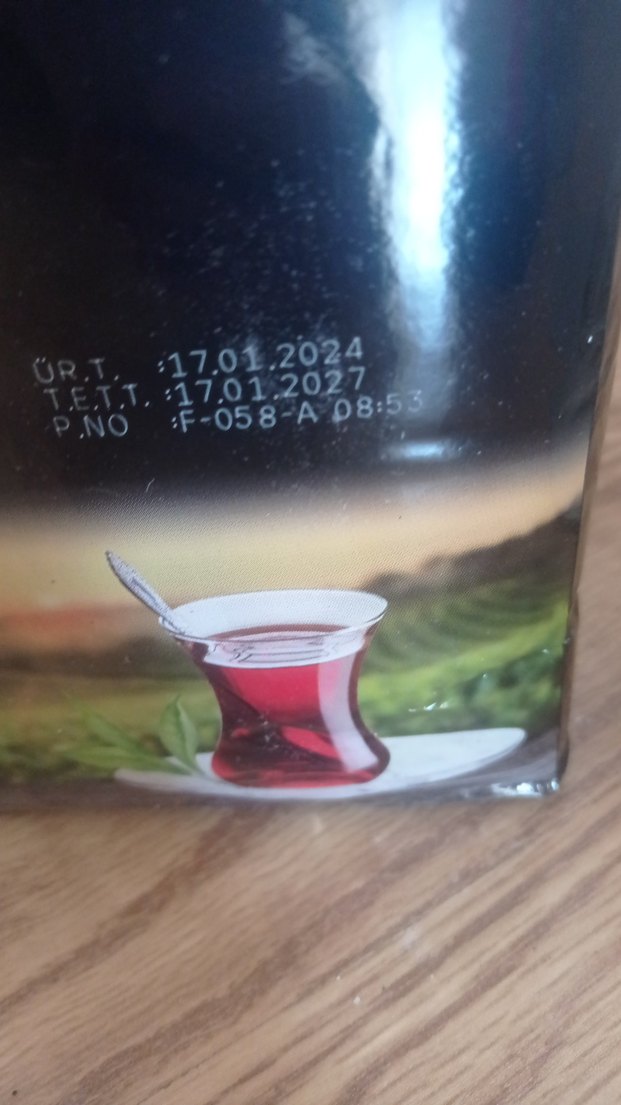 ÜR.T. :17.01.2024
T.E.T.T. :17.01.2027
P.NO :F-058-A 08:53